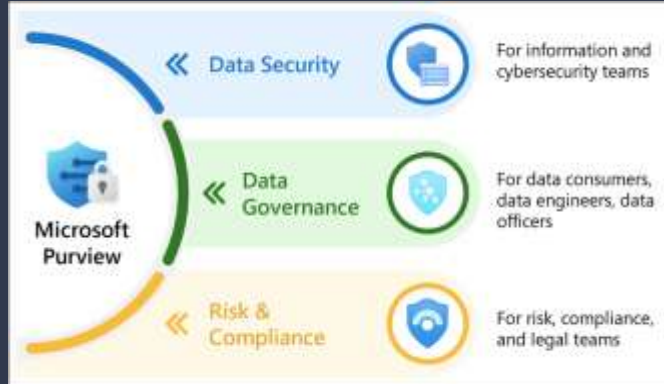 Data Security
For information and
cybersecurity teams
Microsoft
Purview
Data
Governance
For data consumers,
data engineers, data
officers
Risk &
Compliance
For risk, compliance,
and legal teams